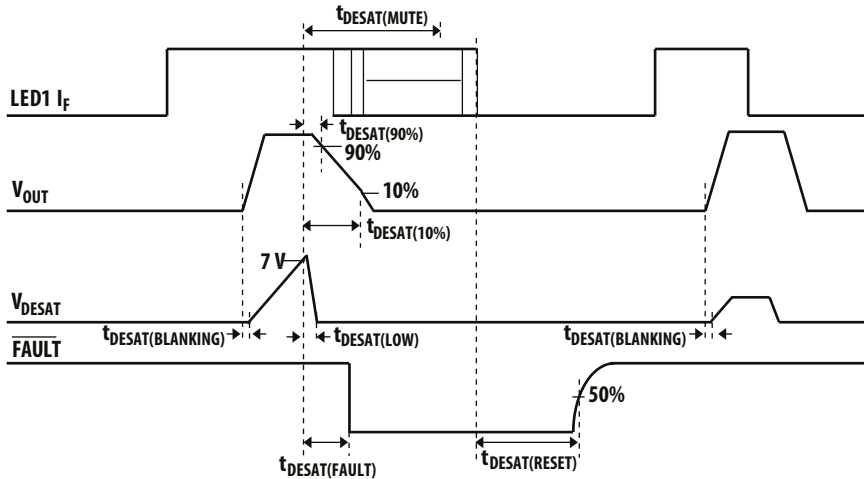 tDESAT(MUTE)
LED1 IF
tDESAT(90%)
90%
VOUT
10%
tDESAT(10%)
7 V
VDESAT
tDESAT(BLANKING)
tDESAT(LOW)
tDESAT(BLANKING)
FAULT
50%
tDESAT(FAULT)
tDESAT(RESET)